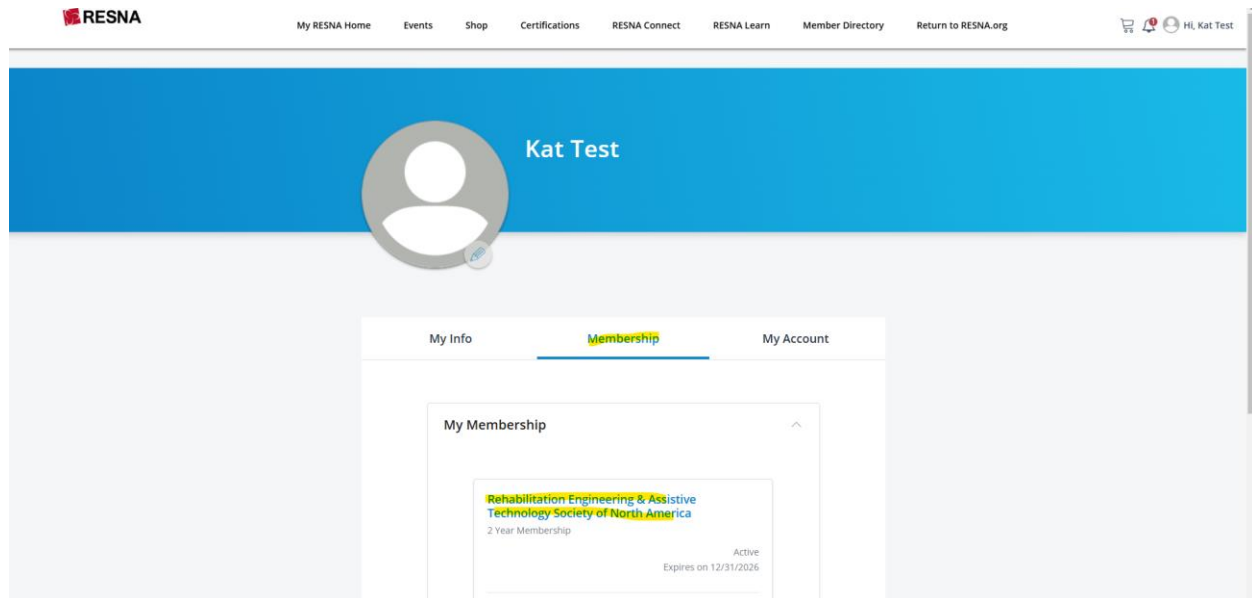 RESNA
My RESNA Home Events Shop Certifications RESNA Connect RESNA Learn Member Directory Return to RESNA.org 1 Hi, Kat Test
Kat Test
My Info Membership My Account
My Membership
Rehabilitation Engineering & Assistive
Technology Society of North America
2 Year Membership
Active
Expires on 12/31/2026